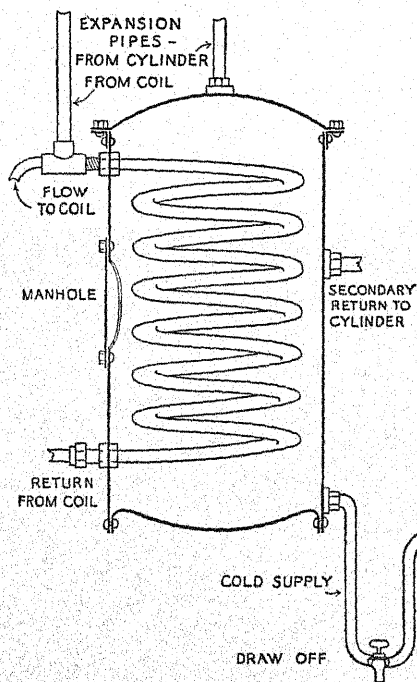 EXPANSION
PIPES -
FROM CYLINDER
FROM COIL
FLOW
TO COIL
MANHOLE
SECONDARY
RETURN TO
CYLINDER
RETURN
FROM COIL
COLD SUPPLY
DRAW OFF